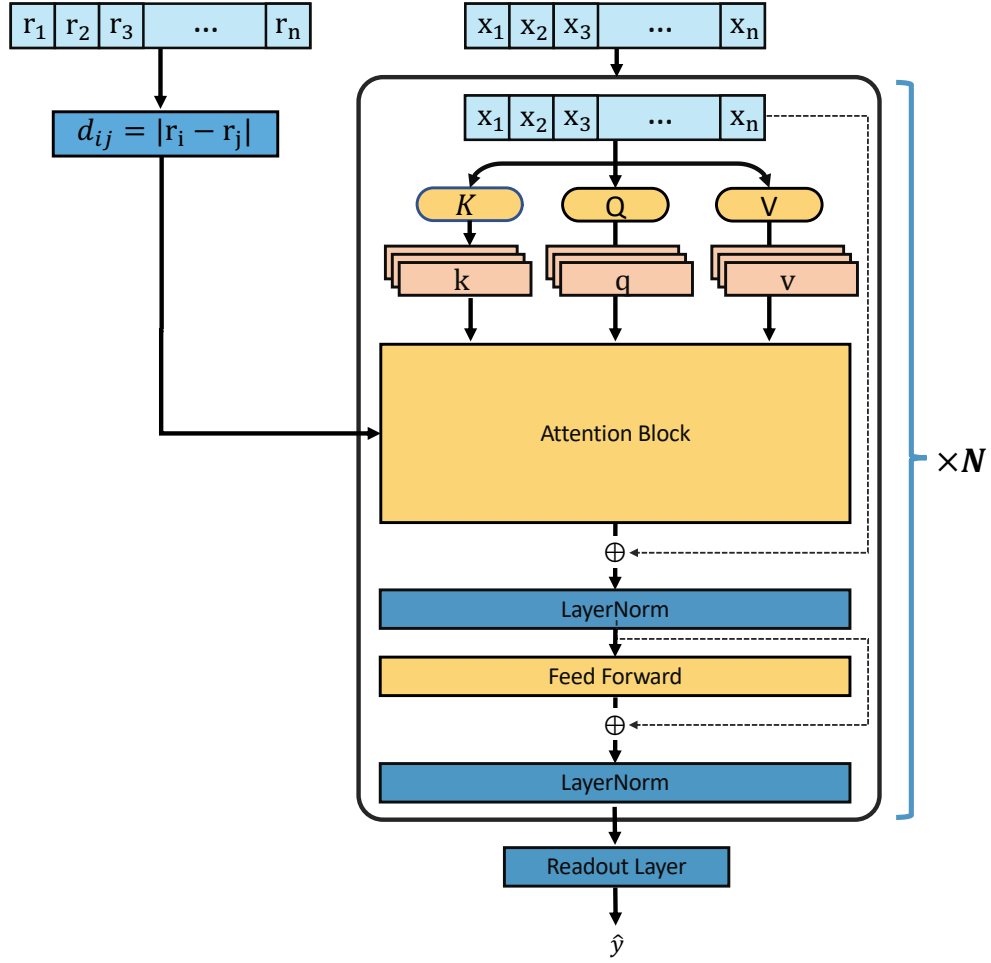 r₁ r₂ r₃ ... rₙ
x₁ x₂ x₃ ... xₙ
dᵢⱼ = |rᵢ − rⱼ|
x₁ x₂ x₃ ... xₙ
K Q V
k q v
Attention Block
×N
⊕
LayerNorm
Feed Forward
⊕
LayerNorm
Readout Layer
ŷ